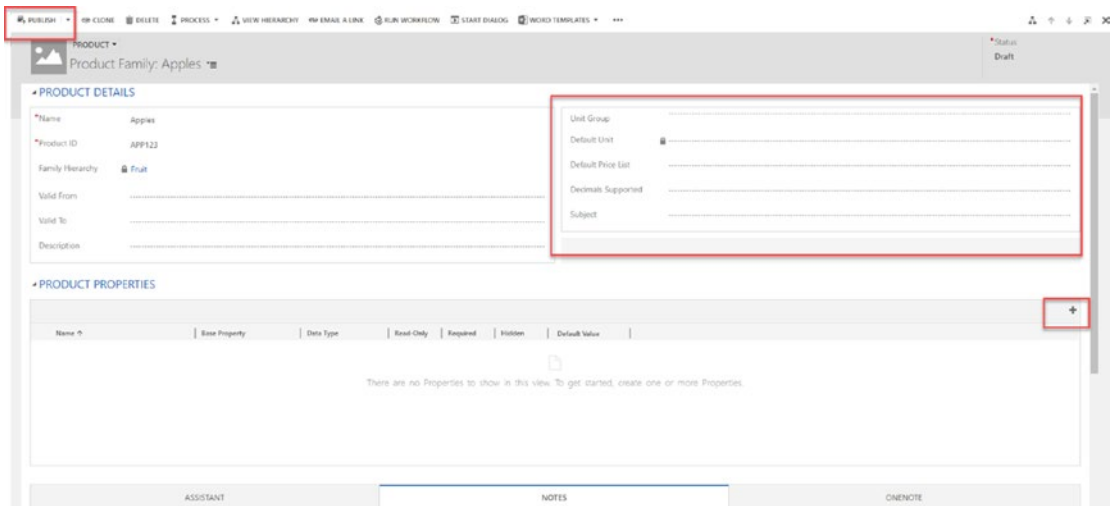 PUBLISH CLONE DELETE PROCESS VIEW HIERARCHY EMAIL A LINK RUN WORKFLOW START DIALOG WORD TEMPLATES •••
PRODUCT
Product Family: Apples
*Status
Draft
PRODUCT DETAILS
*Name Apples
*Product ID APP123
Family Hierarchy Fruit
Valid From
Valid To
Description
Unit Group
Default Unit
Default Price List
Decimals Supported
Subject
PRODUCT PROPERTIES
+
Name ↑ Base Property Data Type Read-Only Required Hidden Default Value
There are no Properties to show in this view. To get started, create one or more Properties.
ASSISTANT NOTES ONENOTE